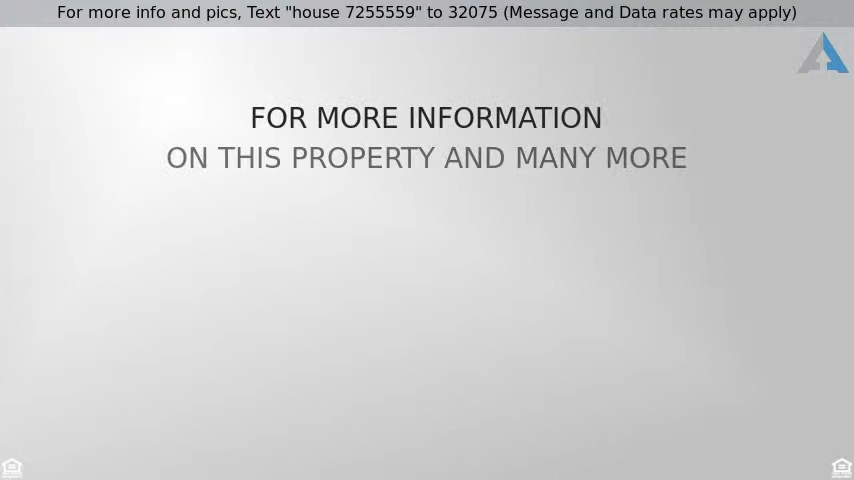 For more info and pics, Text "house 7255559" to 32075 (Message and Data rates may apply)
FOR MORE INFORMATION
ON THIS PROPERTY AND MANY MORE